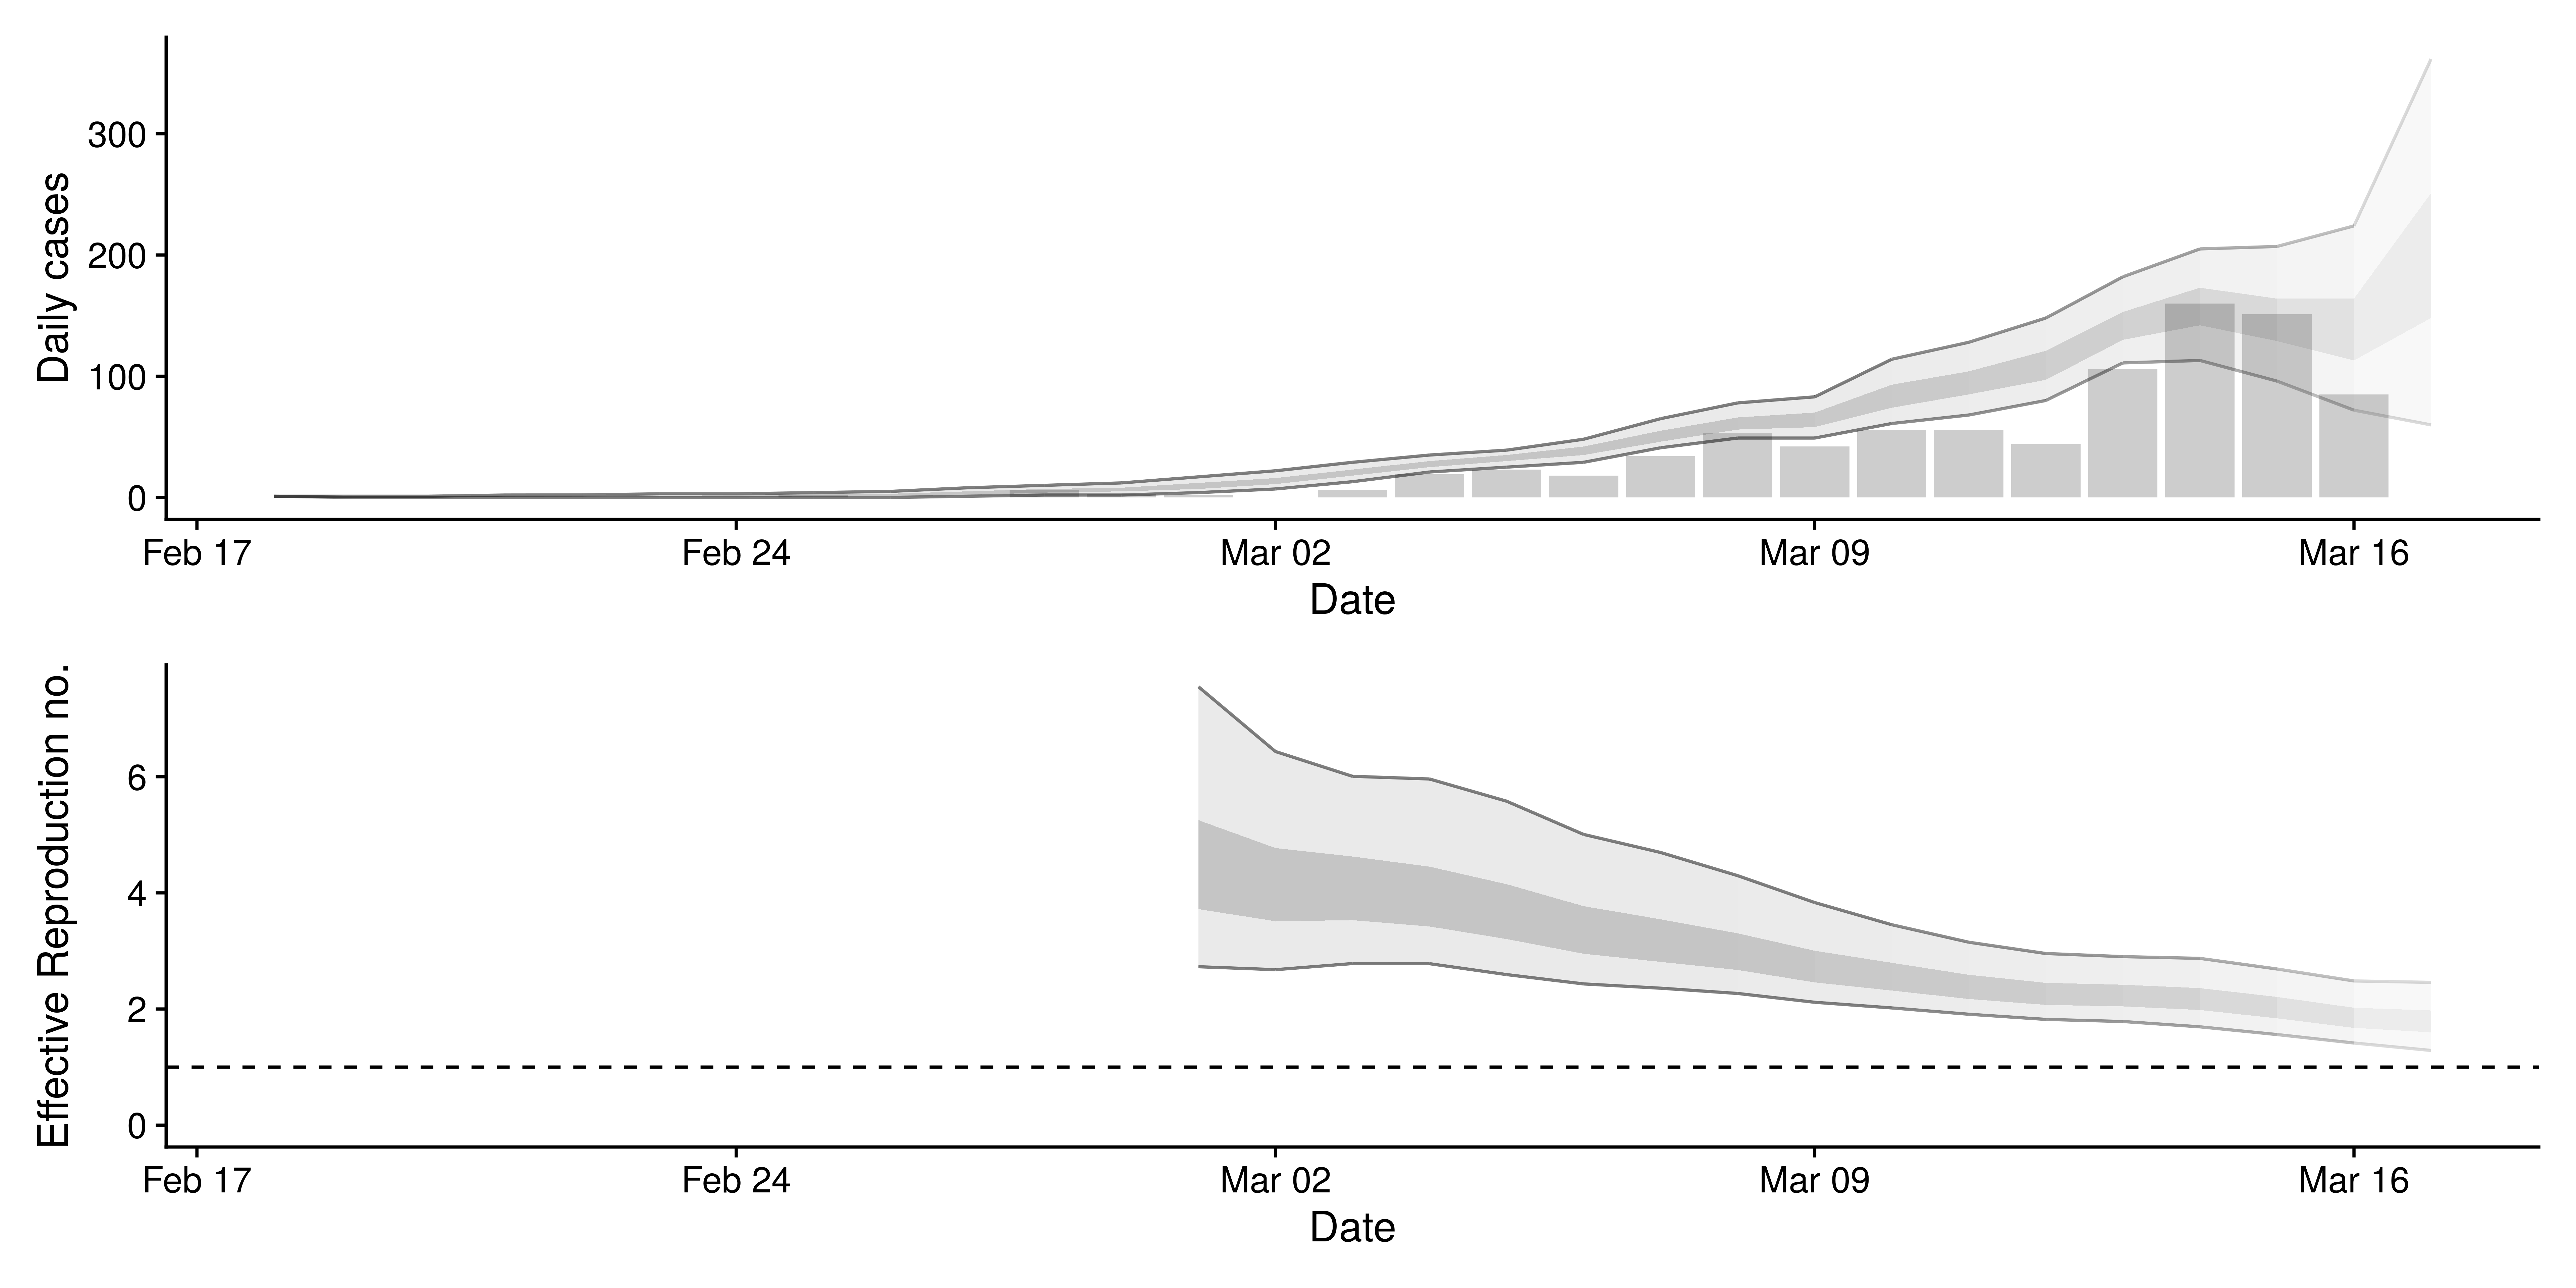 Daily cases
300
200
100
0
Feb 17 Feb 24 Mar 02 Mar 09 Mar 16
Date
Effective Reproduction no.
6
4
2
0
Feb 17 Feb 24 Mar 02 Mar 09 Mar 16
Date